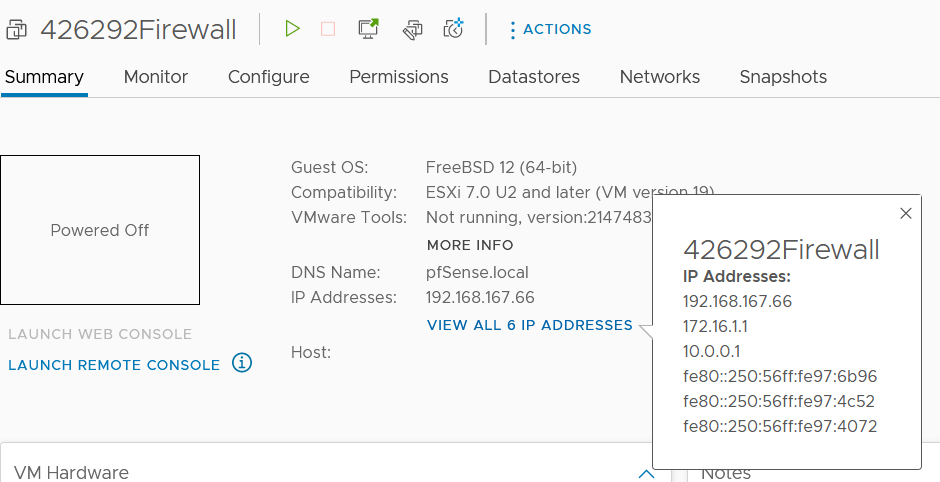 426292Firewall
ACTIONS
Summary Monitor Configure Permissions Datastores Networks Snapshots
Powered Off
LAUNCH WEB CONSOLE
LAUNCH REMOTE CONSOLE
Guest OS: FreeBSD 12 (64-bit)
Compatibility: ESXi 7.0 U2 and later (VM version 19)
VMware Tools: Not running, version:2147483
MORE INFO
DNS Name: pfSense.local
IP Addresses: 192.168.167.66
VIEW ALL 6 IP ADDRESSES
Host:
426292Firewall
IP Addresses:
192.168.167.66
172.16.1.1
10.0.0.1
fe80::250:56ff:fe97:6b96
fe80::250:56ff:fe97:4c52
fe80::250:56ff:fe97:4072
VM Hardware
Notes